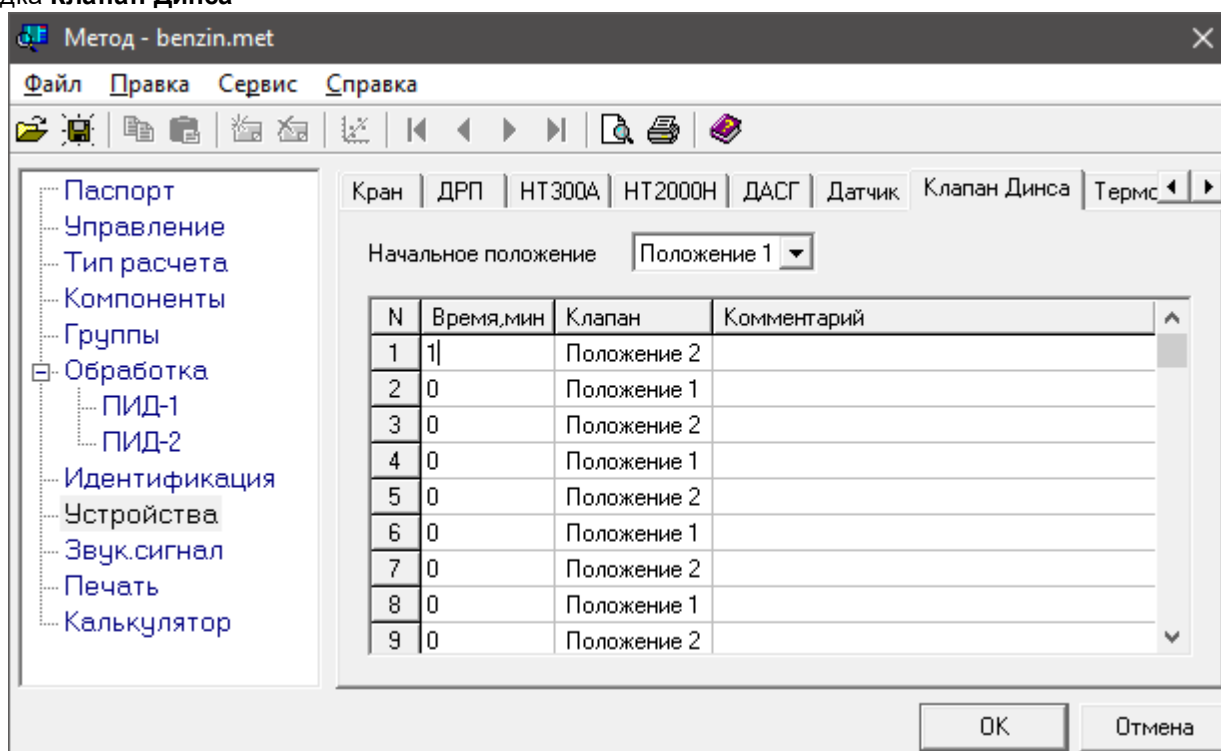 Клапан Динса
Метод - benzin.met
Файл Правка Сервис Справка
Паспорт
Управление
Тип расчета
Компоненты
Группы
Обработка
ПИД-1
ПИД-2
Идентификация
Устройства
Звук.сигнал
Печать
Калькулятор
Кран ДРП НТ300А НТ2000Н ДАСГ Датчик Клапан Динса
Начальное положение Положение 1
N Время,мин Клапан Комментарий
1 1 Положение 2
2 0 Положение 1
3 0 Положение 2
4 0 Положение 1
5 0 Положение 2
6 0 Положение 1
7 0 Положение 2
8 0 Положение 1
9 0 Положение 2
OK Отмена